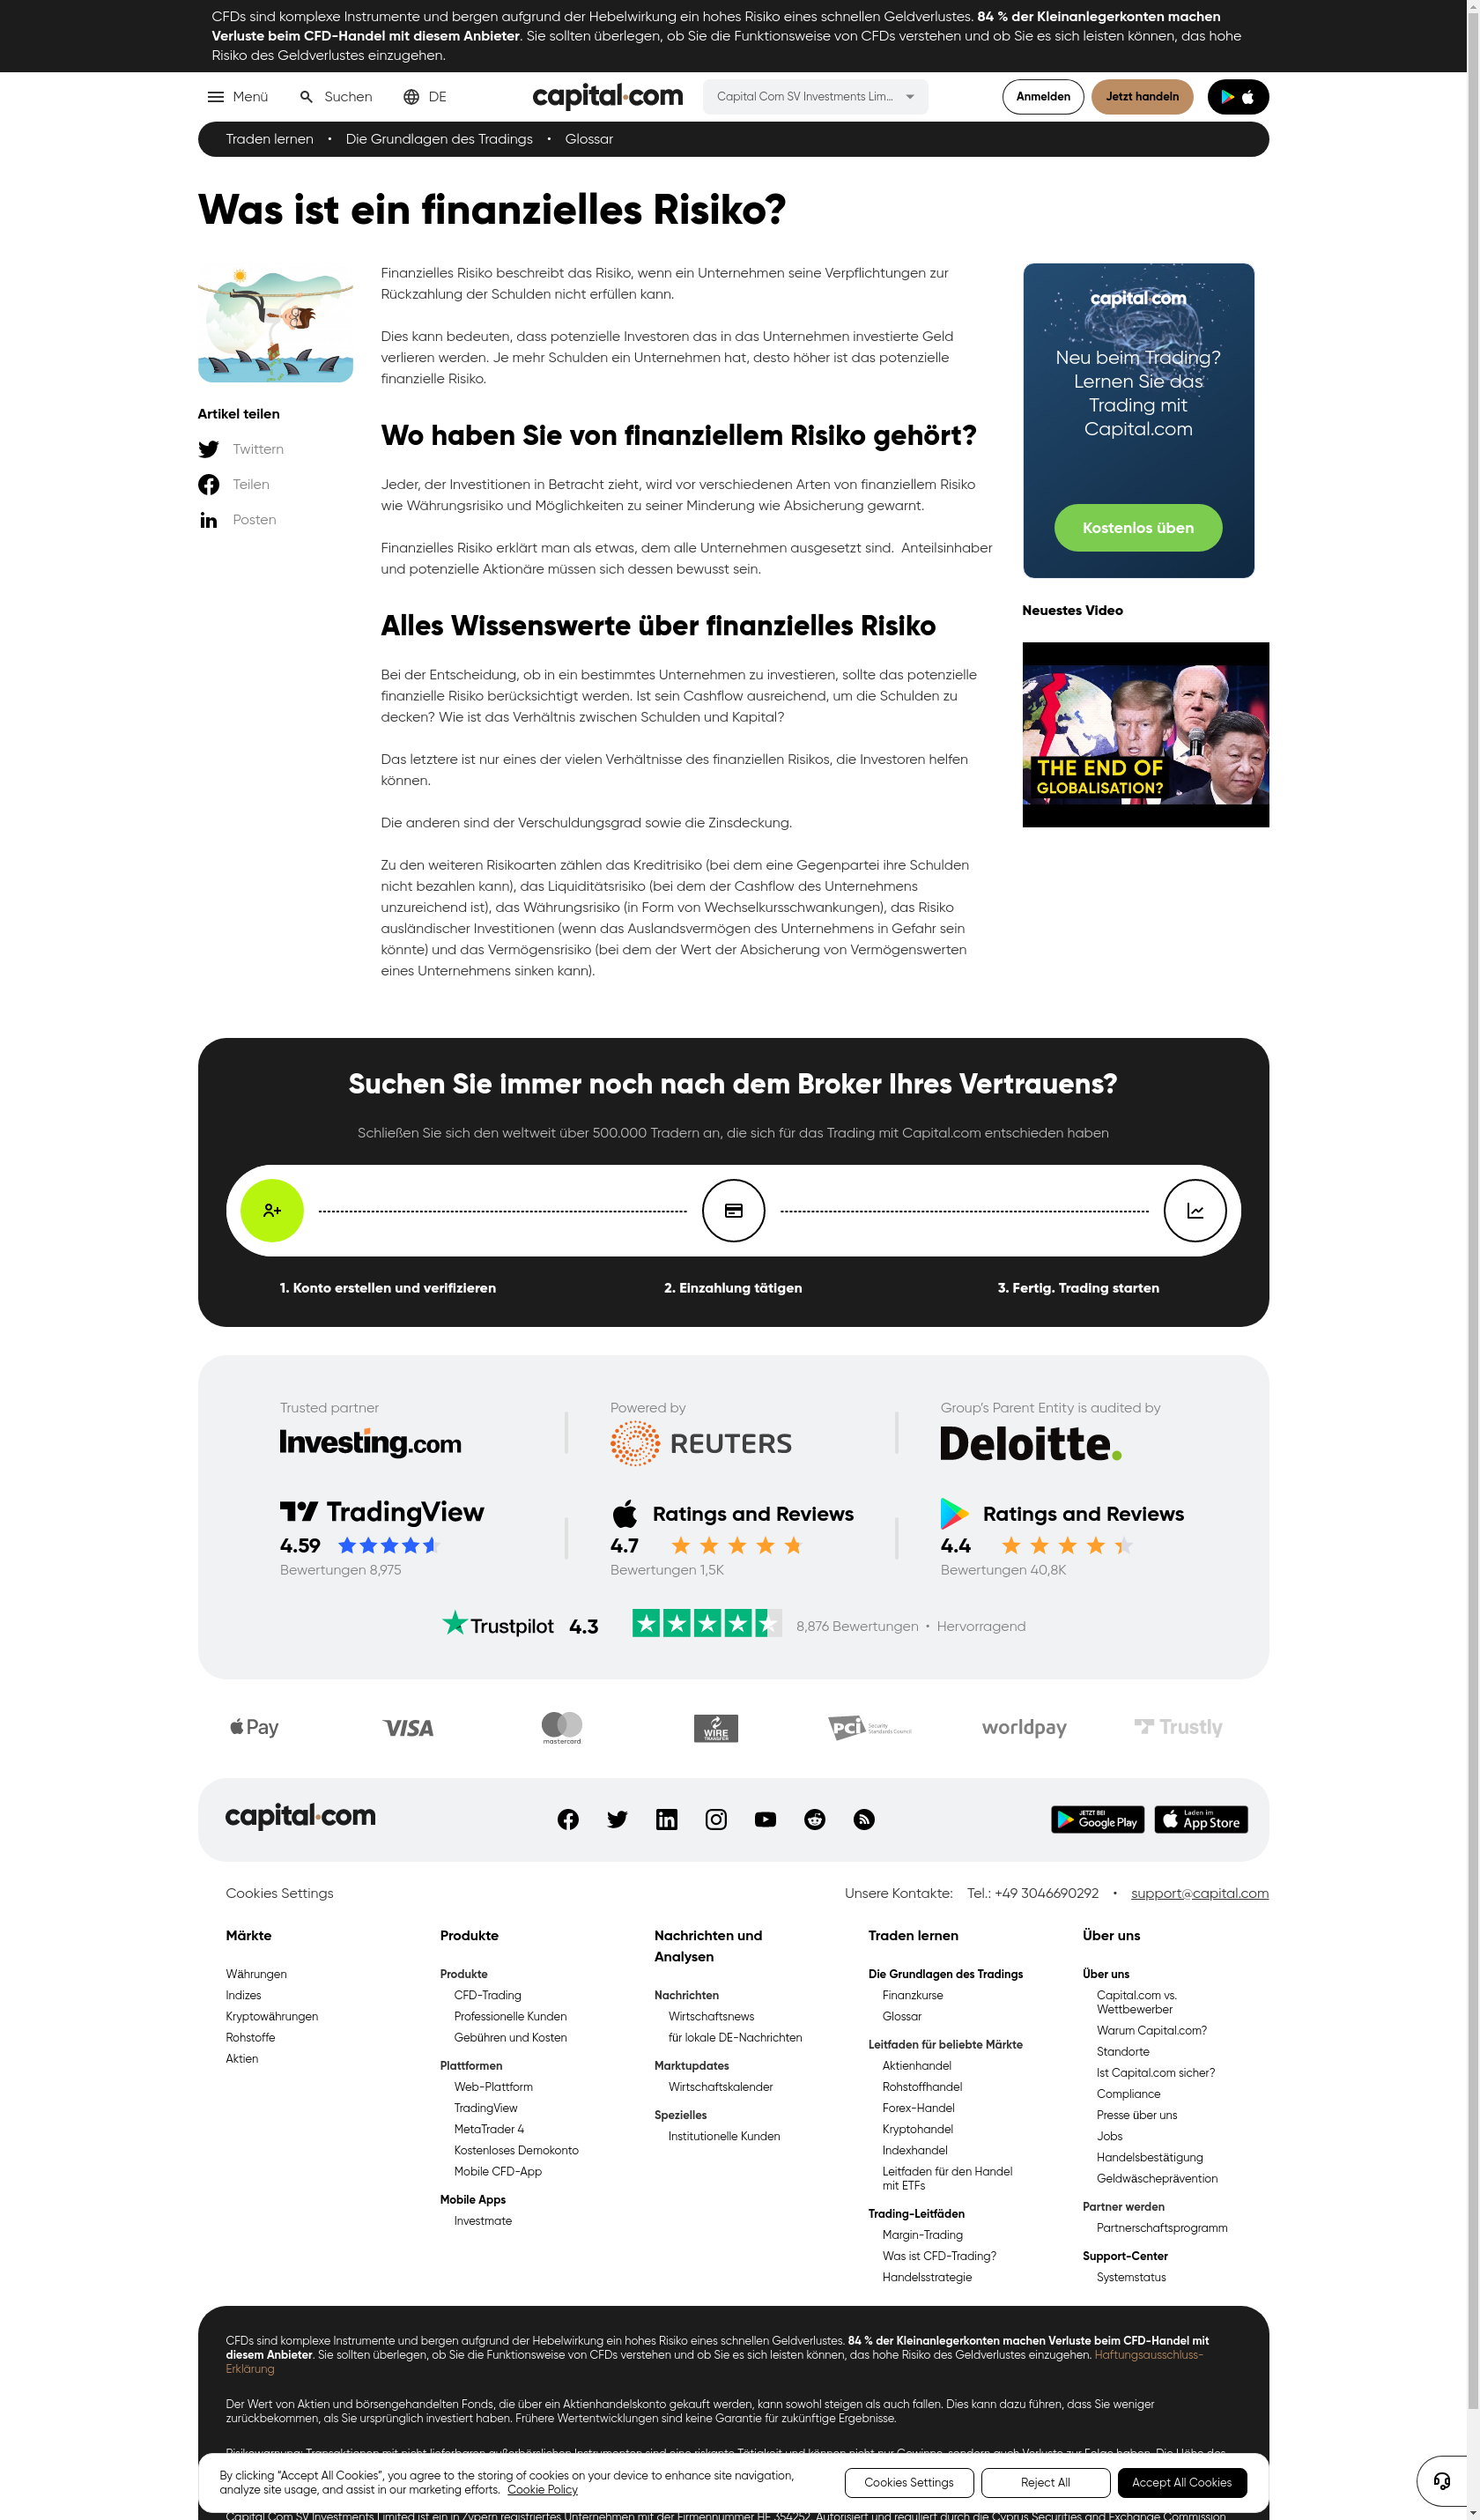 CFDs sind komplexe Instrumente und bergen aufgrund der Hebelwirkung ein hohes Risiko eines schnellen Geldverlustes. 84 % der Kleinanlegerkonten machen
Verluste beim CFD-Handel mit diesem Anbieter. Sie sollten überlegen, ob Sie die Funktionsweise von CFDs verstehen und ob Sie es sich leisten können, das hohe
Risiko des Geldverlustes einzugehen.
Menü Suchen DE capital.com Capital Com SV Investments Lim... Anmelden Jetzt handeln
Traden lernen • Die Grundlagen des Tradings • Glossar
Was ist ein finanzielles Risiko?
Artikel teilen
Twittern
Teilen
Posten
Finanzielles Risiko beschreibt das Risiko, wenn ein Unternehmen seine Verpflichtungen zur
Rückzahlung der Schulden nicht erfüllen kann.
Dies kann bedeuten, dass potenzielle Investoren das in das Unternehmen investierte Geld
verlieren werden. Je mehr Schulden ein Unternehmen hat, desto höher ist das potenzielle
finanzielle Risiko.
Wo haben Sie von finanziellem Risiko gehört?
Jeder, der Investitionen in Betracht zieht, wird vor verschiedenen Arten von finanziellem Risiko
wie Währungsrisiko und Möglichkeiten zu seiner Minderung wie Absicherung gewarnt.
Finanzielles Risiko erklärt man als etwas, dem alle Unternehmen ausgesetzt sind. Anteilsinhaber
und potenzielle Aktionäre müssen sich dessen bewusst sein.
Alles Wissenswerte über finanzielles Risiko
Bei der Entscheidung, ob in ein bestimmtes Unternehmen zu investieren, sollte das potenzielle
finanzielle Risiko berücksichtigt werden. Ist sein Cashflow ausreichend, um die Schulden zu
decken? Wie ist das Verhältnis zwischen Schulden und Kapital?
Das letztere ist nur eines der vielen Verhältnisse des finanziellen Risikos, die Investoren helfen
können.
Die anderen sind der Verschuldungsgrad sowie die Zinsdeckung.
Zu den weiteren Risikoarten zählen das Kreditrisiko (bei dem eine Gegenpartei ihre Schulden
nicht bezahlen kann), das Liquiditätsrisiko (bei dem der Cashflow des Unternehmens
unzureichend ist), das Währungsrisiko (in Form von Wechselkursschwankungen), das Risiko
ausländischer Investitionen (wenn das Auslandsvermögen des Unternehmens in Gefahr sein
könnte) und das Vermögensrisiko (bei dem der Wert der Absicherung von Vermögenswerten
eines Unternehmens sinken kann).
capital.com
Neu beim Trading?
Lernen Sie das
Trading mit
Capital.com
Kostenlos üben
Neuestes Video
THE END OF
GLOBALISATION?
Suchen Sie immer noch nach dem Broker Ihres Vertrauens?
Schließen Sie sich den weltweit über 500.000 Tradern an, die sich für das Trading mit Capital.com entschieden haben
1. Konto erstellen und verifizieren 2. Einzahlung tätigen 3. Fertig. Trading starten
Trusted partner Powered by Group's Parent Entity is audited by
Investing.com REUTERS Deloitte.
TradingView Ratings and Reviews Ratings and Reviews
4.59 4.7 4.4
Bewertungen 8,975 Bewertungen 1,5K Bewertungen 40,8K
Trustpilot 4.3 8,876 Bewertungen • Hervorragend
Pay VISA mastercard WIRE TRANSFER PCI Security Standards Council worldpay Trustly
capital.com JETZT BEI Google Play Laden im App Store
Cookies Settings Unsere Kontakte: Tel.: +49 3046690292 • support@capital.com
Märkte
Währungen
Indizes
Kryptowährungen
Rohstoffe
Aktien
Produkte
Produkte
CFD-Trading
Professionelle Kunden
Gebühren und Kosten
Plattformen
Web-Plattform
TradingView
MetaTrader 4
Kostenloses Demokonto
Mobile CFD-App
Mobile Apps
Investmate
Nachrichten und
Analysen
Nachrichten
Wirtschaftsnews
für lokale DE-Nachrichten
Marktupdates
Wirtschaftskalender
Spezielles
Institutionelle Kunden
Traden lernen
Die Grundlagen des Tradings
Finanzkurse
Glossar
Leitfaden für beliebte Märkte
Aktienhandel
Rohstoffhandel
Forex-Handel
Kryptohandel
Indexhandel
Leitfaden für den Handel
mit ETFs
Trading-Leitfäden
Margin-Trading
Was ist CFD-Trading?
Handelsstrategie
Über uns
Über uns
Capital.com vs.
Wettbewerber
Warum Capital.com?
Standorte
Ist Capital.com sicher?
Compliance
Presse über uns
Jobs
Handelsbestätigung
Geldwäscheprävention
Partner werden
Partnerschaftsprogramm
Support-Center
Systemstatus
CFDs sind komplexe Instrumente und bergen aufgrund der Hebelwirkung ein hohes Risiko eines schnellen Geldverlustes. 84 % der Kleinanlegerkonten machen Verluste beim CFD-Handel mit
diesem Anbieter. Sie sollten überlegen, ob Sie die Funktionsweise von CFDs verstehen und ob Sie es sich leisten können, das hohe Risiko des Geldverlustes einzugehen. Haftungsausschluss-
Erklärung
Der Wert von Aktien und börsengehandelten Fonds, die über ein Aktienhandelskonto gekauft werden, kann sowohl steigen als auch fallen. Dies kann dazu führen, dass Sie weniger
zurückbekommen, als Sie ursprünglich investiert haben. Frühere Wertentwicklungen sind keine Garantie für zukünftige Ergebnisse.
By clicking “Accept All Cookies”, you agree to the storing of cookies on your device to enhance site navigation,
analyze site usage, and assist in our marketing efforts. Cookie Policy
Cookies Settings Reject All Accept All Cookies
Capital Com SV Investments Limited ist ein in Zypern registriertes Unternehmen mit der Firmennummer HE 354252. Autorisiert und reguliert durch die Cyprus Securities and Exchange Commission